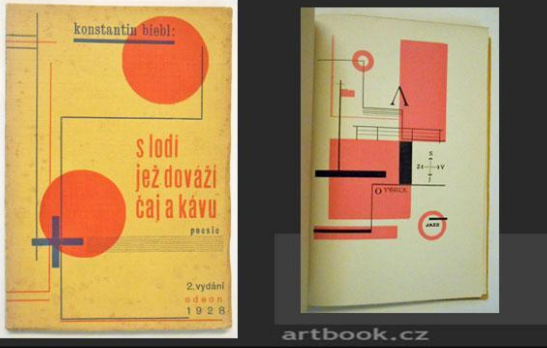 konstantin biebl:
s lodí
jež dováží
čaj a kávu
poesie
2. vydání
odeon
1928
Λ
S
Z V
J
JAZZ
artbook.cz